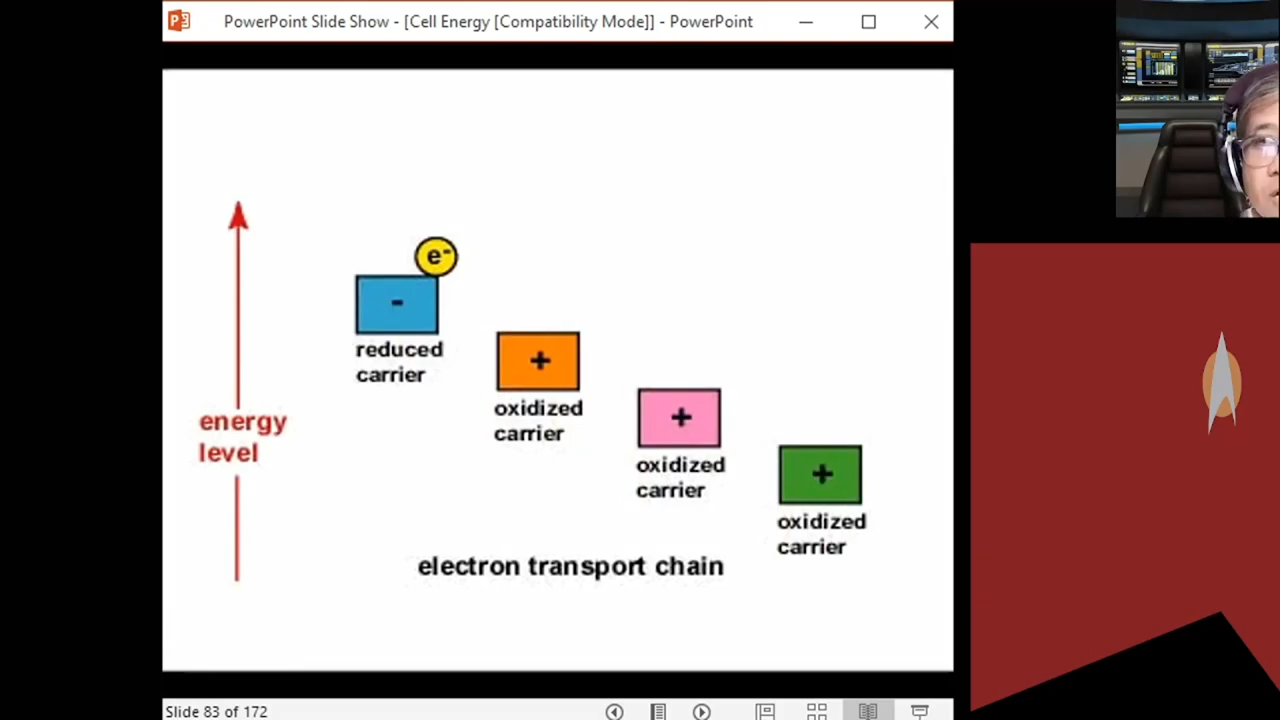 PowerPoint Slide Show - [Cell Energy [Compatibility Mode]] - PowerPoint
e-
-
reduced
carrier
+
oxidized
carrier
+
oxidized
carrier
+
oxidized
carrier
energy
level
electron transport chain
Slide 83 of 172